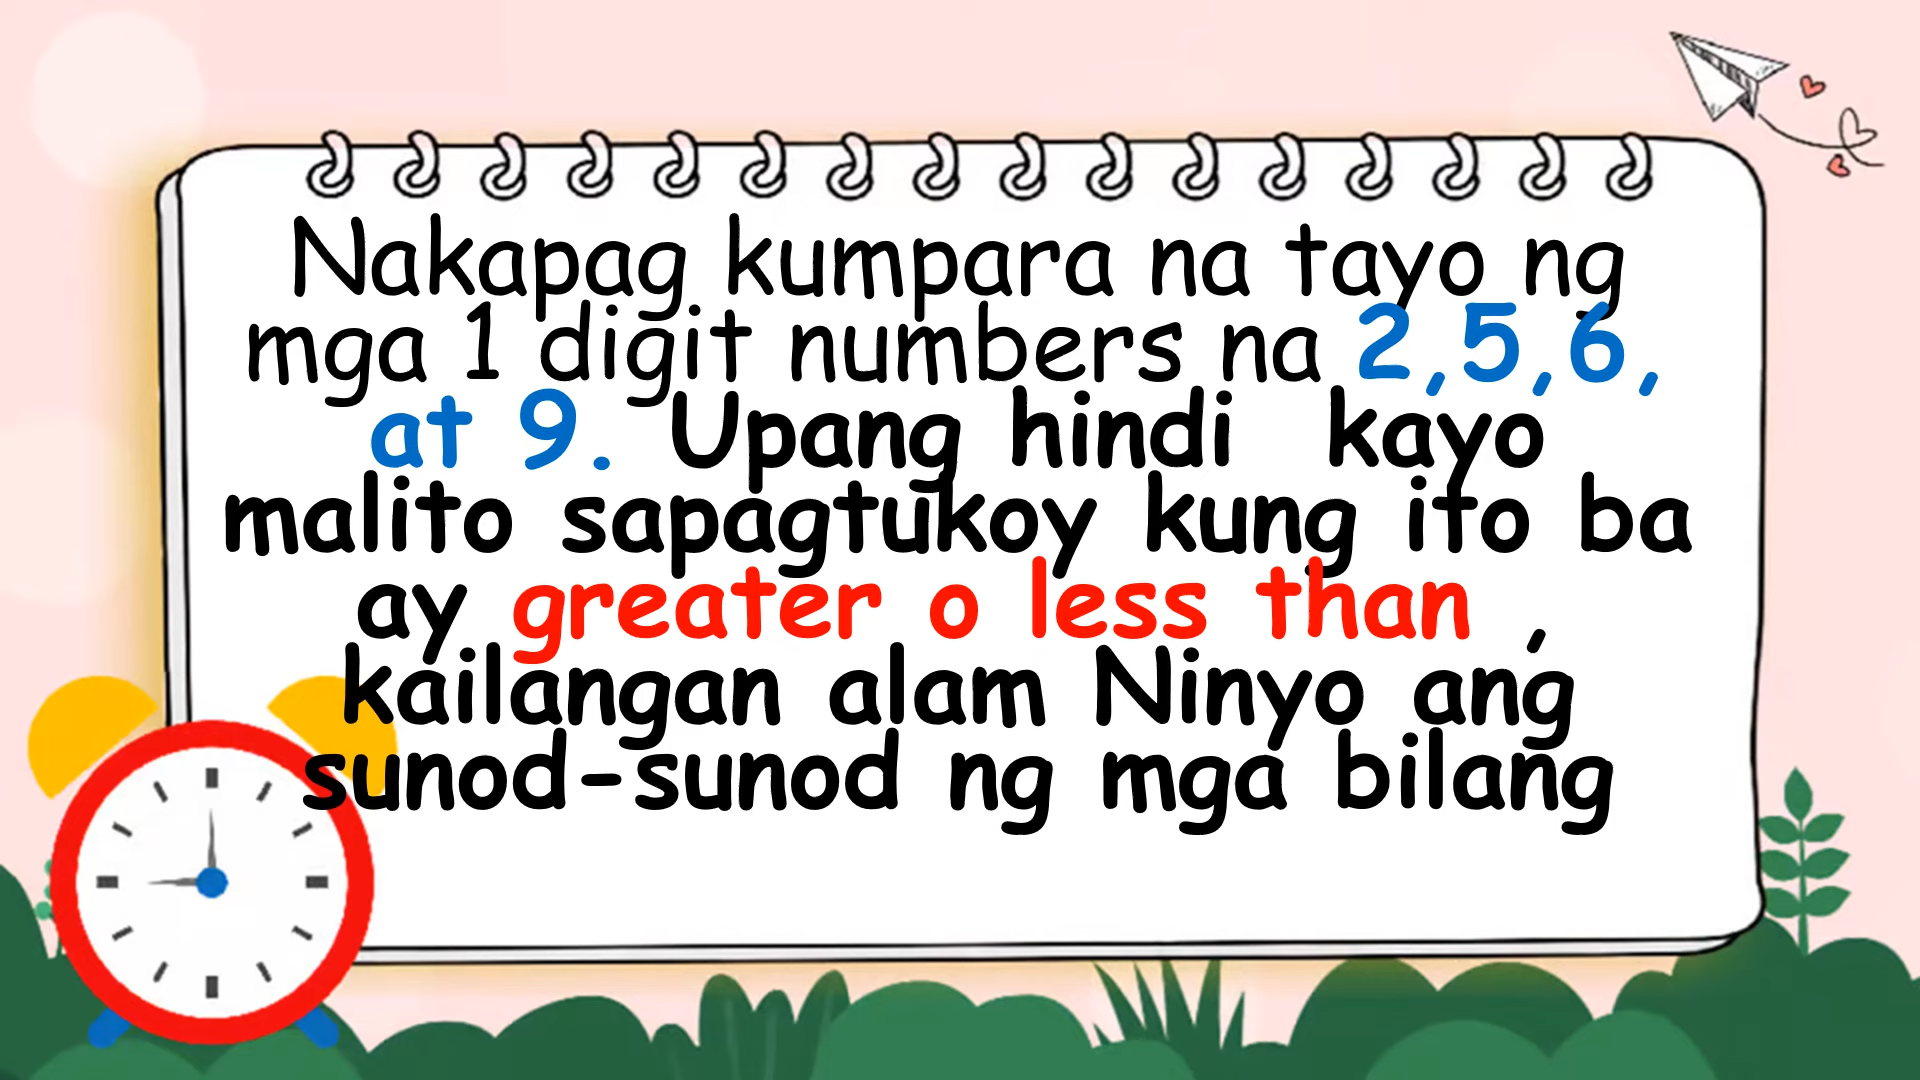 Nakapag kumpara na tayo ng
mga 1 digit numbers na 2,5,6,
at 9. Upang hindi kayo
malito sapagtukoy kung ito ba
ay greater o less than ,
kailangan alam Ninyo ang
sunod-sunod ng mga bilang